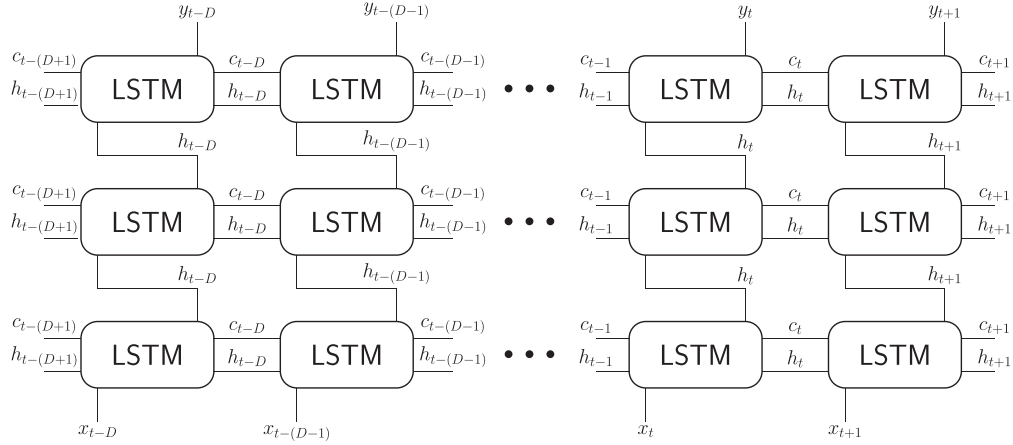 y_{t−D} y_{t−(D−1)} y_t y_{t+1}
c_{t−(D+1)} c_{t−D} c_{t−(D−1)} c_{t−1} c_t c_{t+1}
LSTM LSTM • • • LSTM LSTM
h_{t−(D+1)} h_{t−D} h_{t−(D−1)} h_{t−1} h_t h_{t+1}
h_{t−D} h_{t−(D−1)} h_t h_{t+1}
c_{t−(D+1)} c_{t−D} c_{t−(D−1)} c_{t−1} c_t c_{t+1}
LSTM LSTM • • • LSTM LSTM
h_{t−(D+1)} h_{t−D} h_{t−(D−1)} h_{t−1} h_t h_{t+1}
h_{t−D} h_{t−(D−1)} h_t h_{t+1}
c_{t−(D+1)} c_{t−D} c_{t−(D−1)} c_{t−1} c_t c_{t+1}
LSTM LSTM • • • LSTM LSTM
h_{t−(D+1)} h_{t−D} h_{t−(D−1)} h_{t−1} h_t h_{t+1}
x_{t−D} x_{t−(D−1)} x_t x_{t+1}